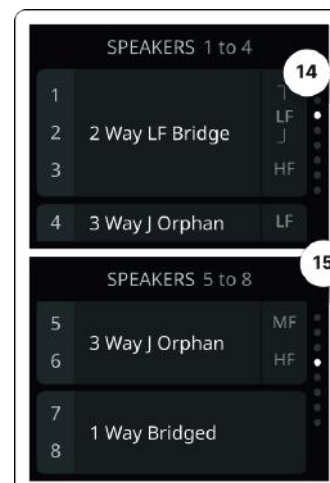 SPEAKERS 1 to 4
14
1
2 2 Way LF Bridge LF
3 HF
4 3 Way J Orphan LF
15
SPEAKERS 5 to 8
5 MF
3 Way J Orphan
6 HF
7
1 Way Bridged
8